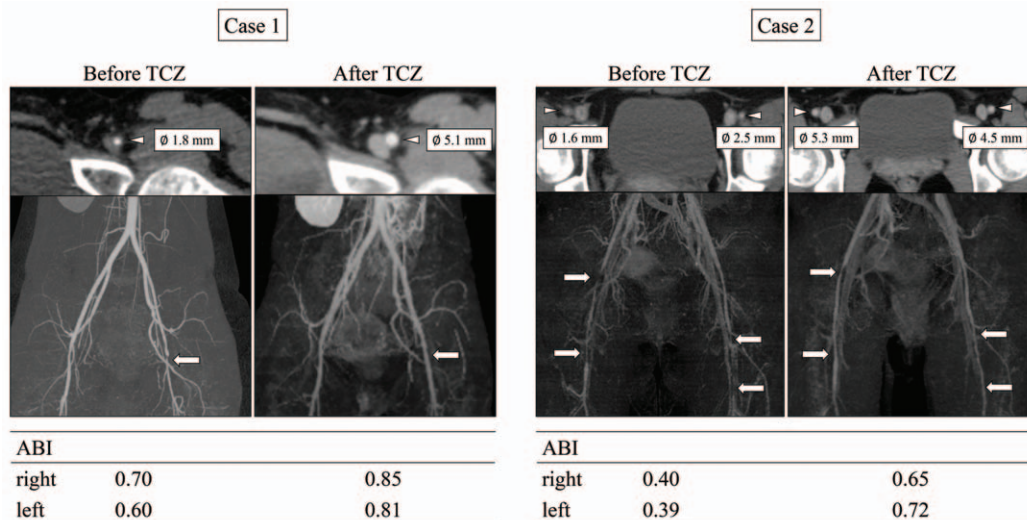 Case 1
Before TCZ After TCZ
Ø 1.8 mm
Ø 5.1 mm
ABI
right 0.70 0.85
left 0.60 0.81
Case 2
Before TCZ After TCZ
Ø 1.6 mm Ø 2.5 mm
Ø 5.3 mm Ø 4.5 mm
ABI
right 0.40 0.65
left 0.39 0.72